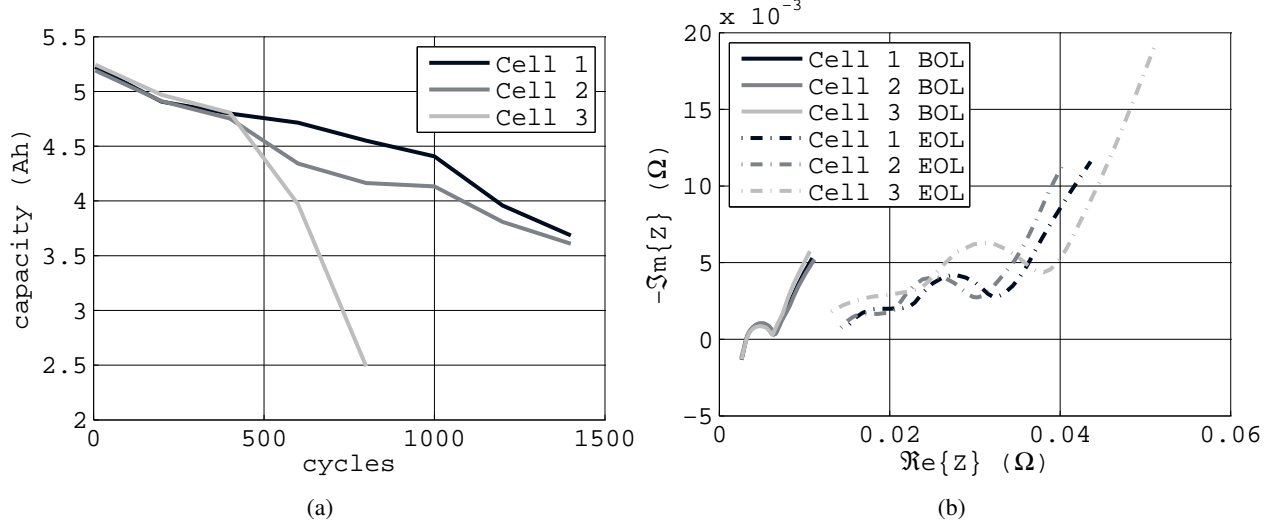 5.5
5
4.5
4
3.5
3
2.5
2
0
500
1000
1500
capacity (Ah)
cycles
Cell 1
Cell 2
Cell 3
(a)
x 10⁻³
20
15
10
5
0
−5
0
0.02
0.04
0.06
−ℑm{Z} (Ω)
ℜe{Z} (Ω)
Cell 1 BOL
Cell 2 BOL
Cell 3 BOL
Cell 1 EOL
Cell 2 EOL
Cell 3 EOL
(b)